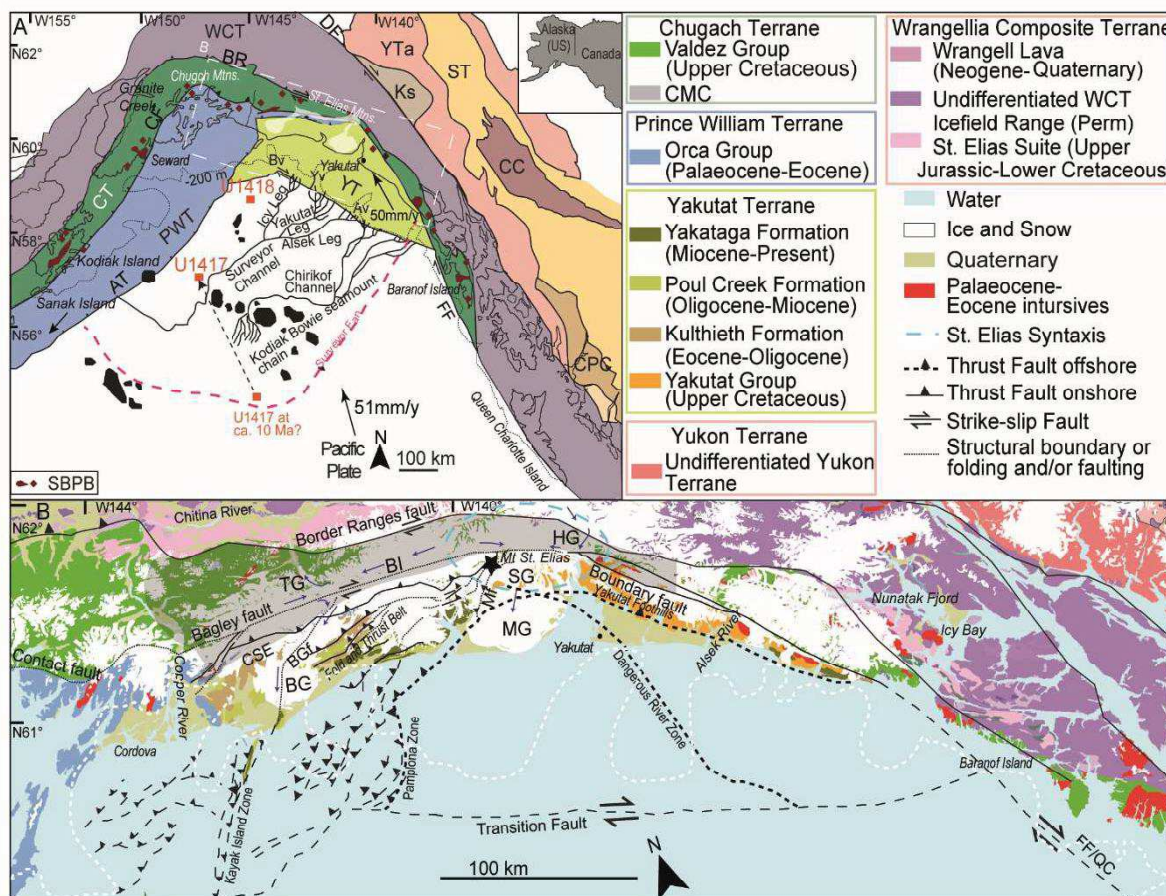 A
W155°
W150°
W145°
W140°
N62°
N60°
N58°
N56°
WCT
B
BR
DF
YTa
ST
Ks
CC
CPC
Chugch Mtns.
St. Elias Mtns.
Granite
Creek
CF
CT
Seward
-200 m
Bv
Yakutat
YT
Av
50mm/y
U1418
PWT
Icy Leg
Yakutat
Leg
Alsek Leg
Surveyor
Channel
Kodiak Island
U1417
Chirikof
Channel
Baranof Island
Sanak Island
AT
FF
Kodiak Bowie seamount
chain
Surveyor Fan
U1417 at
ca. 10 Ma?
51mm/y
Pacific
Plate
N
100 km
Queen Charlotte Island
SBPB
Alaska
(US)
Canada
Chugach Terrane
Valdez Group
(Upper Cretaceous)
CMC
Prince William Terrane
Orca Group
(Palaeocene-Eocene)
Yakutat Terrane
Yakataga Formation
(Miocene-Present)
Poul Creek Formation
(Oligocene-Miocene)
Kulthieth Formation
(Eocene-Oligocene)
Yakutat Group
(Upper Cretaceous)
Yukon Terrane
Undifferentiated Yukon
Terrane
Wrangellia Composite Terrane
Wrangell Lava
(Neogene-Quaternary)
Undifferentiated WCT
Icefield Range (Perm)
St. Elias Suite (Upper
Jurassic-Lower Cretaceous)
Water
Ice and Snow
Quaternary
Palaeocene-
Eocene intursives
St. Elias Syntaxis
Thrust Fault offshore
Thrust Fault onshore
Strike-slip Fault
Structural boundary or
folding and/or faulting
B
W144°
W140°
N62°
N61°
Chitina River
Border Ranges fault
HG
BI
TG
Mt St. Elias
SG
Boundary fault
Yakutat Foothills
Bagley fault
MF
Fold and Thrust Belt
MG
Alsek River
Nunatak Fjord
Icy Bay
Contact fault
CSE
BGf
BG
Copper River
Yakutat
Dangerous River Zone
Cordova
Pamplona Zone
Kayak Island Zone
Transition Fault
Baranof Island
FF/QC
100 km
N